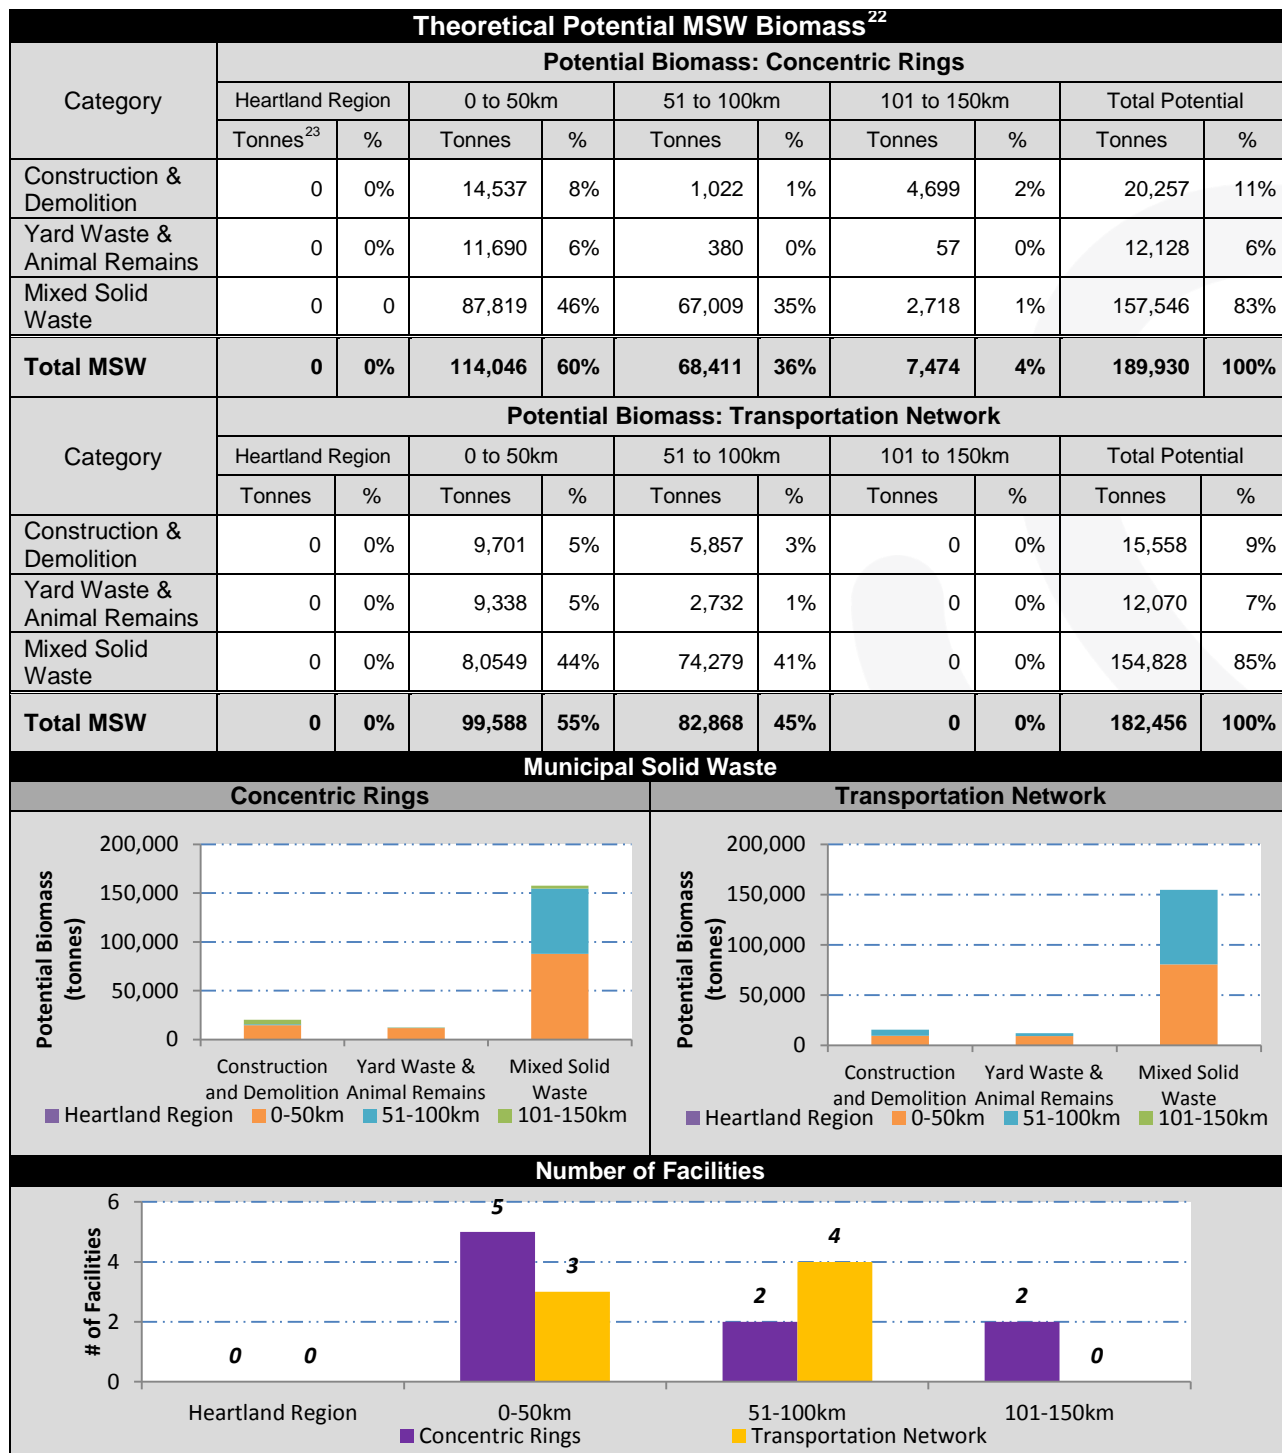 Theoretical Potential MSW Biomass22
Category
Potential Biomass: Concentric Rings
Heartland Region 0 to 50km 51 to 100km 101 to 150km Total Potential
Tonnes23 % Tonnes % Tonnes % Tonnes % Tonnes %
Construction &
Demolition
0 0% 14,537 8% 1,022 1% 4,699 2% 20,257 11%
Yard Waste &
Animal Remains
0 0% 11,690 6% 380 0% 57 0% 12,128 6%
Mixed Solid
Waste
0 0 87,819 46% 67,009 35% 2,718 1% 157,546 83%
Total MSW 0 0% 114,046 60% 68,411 36% 7,474 4% 189,930 100%
Category
Potential Biomass: Transportation Network
Heartland Region 0 to 50km 51 to 100km 101 to 150km Total Potential
Tonnes % Tonnes % Tonnes % Tonnes % Tonnes %
Construction &
Demolition
0 0% 9,701 5% 5,857 3% 0 0% 15,558 9%
Yard Waste &
Animal Remains
0 0% 9,338 5% 2,732 1% 0 0% 12,070 7%
Mixed Solid
Waste
0 0% 8,0549 44% 74,279 41% 0 0% 154,828 85%
Total MSW 0 0% 99,588 55% 82,868 45% 0 0% 182,456 100%
Municipal Solid Waste
Concentric Rings
Potential Biomass
(tonnes)
200,000
150,000
100,000
50,000
0
Construction
and Demolition
Yard Waste &
Animal Remains
Mixed Solid
Waste
Heartland Region 0-50km 51-100km 101-150km
Transportation Network
Potential Biomass
(tonnes)
200,000
150,000
100,000
50,000
0
Construction
and Demolition
Yard Waste &
Animal Remains
Mixed Solid
Waste
Heartland Region 0-50km 51-100km 101-150km
Number of Facilities
# of Facilities
6
4
2
0
0 0
5 3
2 4
2 0
Heartland Region 0-50km 51-100km 101-150km
Concentric Rings Transportation Network